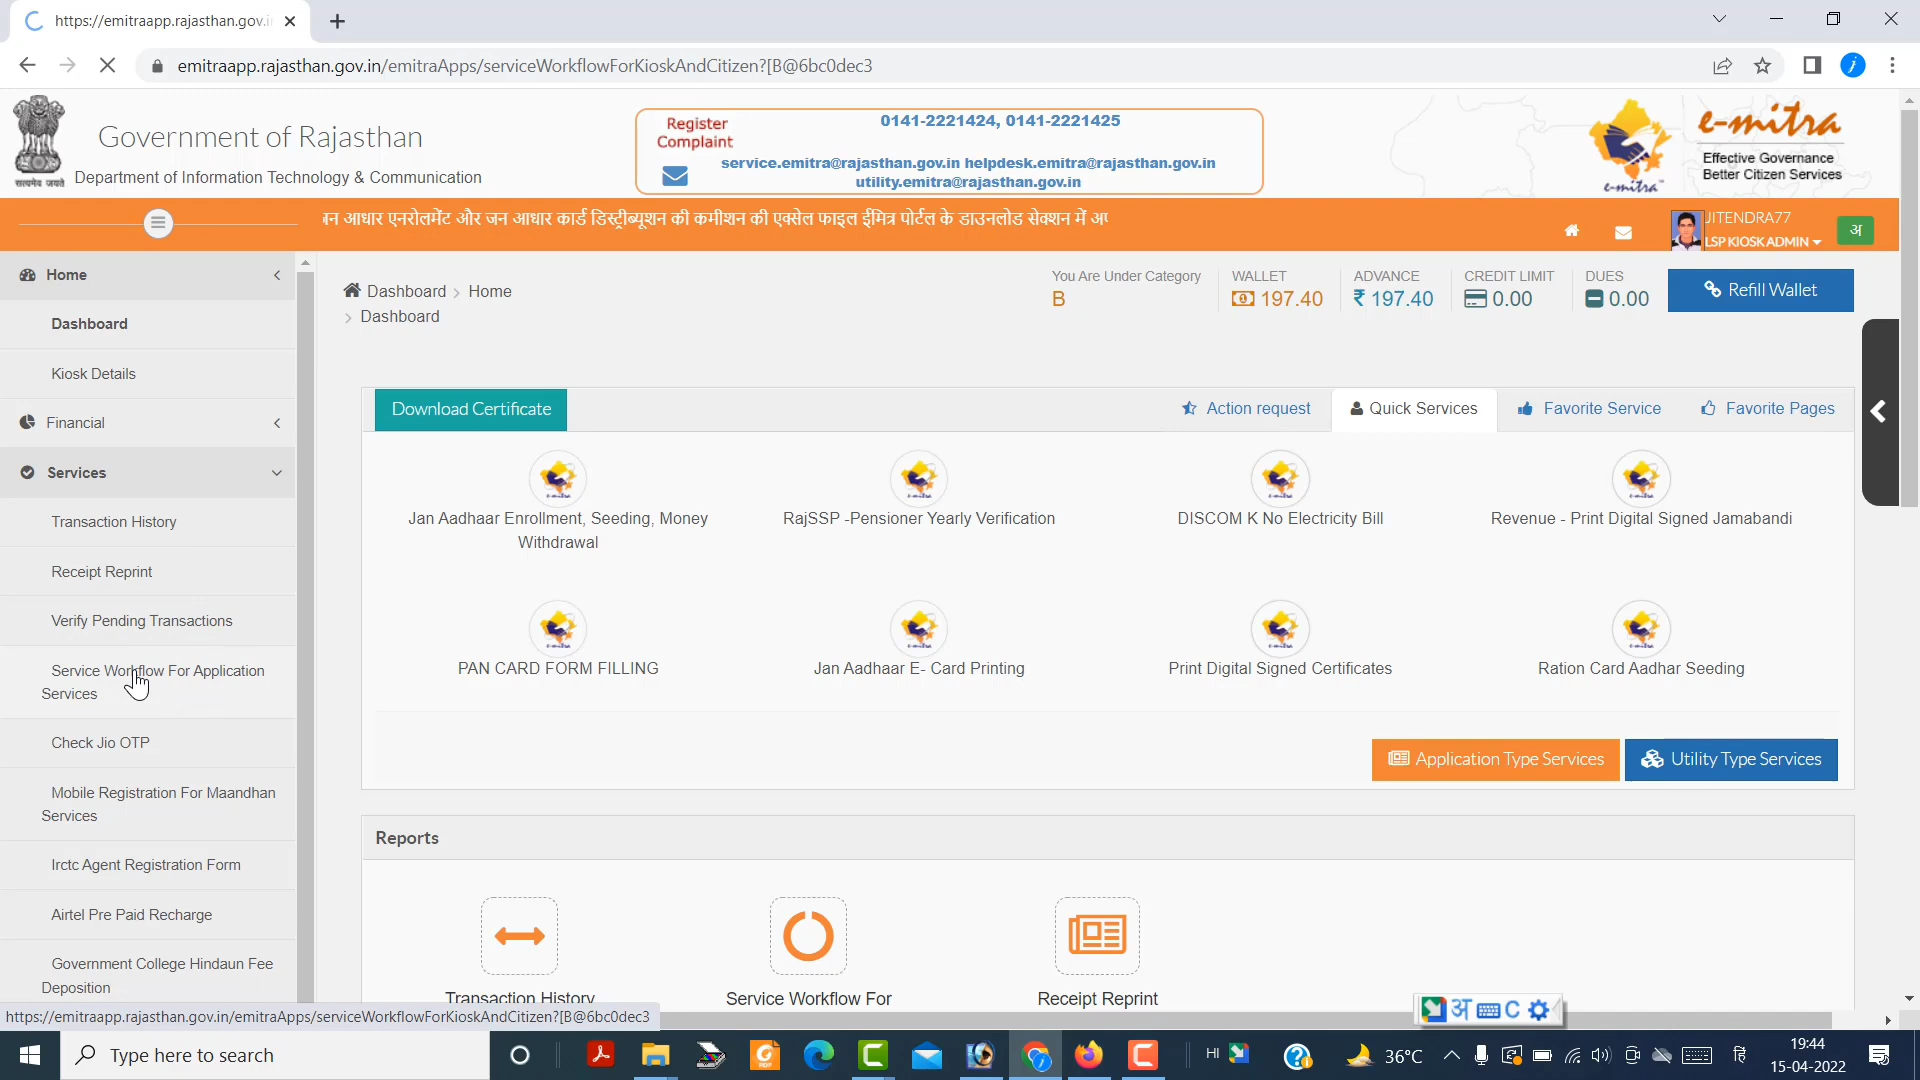 https://emitraapp.rajasthan.gov.i
emitraapp.rajasthan.gov.in/emitraApps/serviceWorkflowForKioskAndCitizen?[B@6bc0dec3
सत्यमेव जयते
Government of Rajasthan
Department of Information Technology & Communication
Register
Complaint
0141-2221424, 0141-2221425
service.emitra@rajasthan.gov.in helpdesk.emitra@rajasthan.gov.in
utility.emitra@rajasthan.gov.in
e-mitra
e-mitra
Effective Governance
Better Citizen Services
जन आधार एनरोलमेंट और जन आधार कार्ड डिस्ट्रीब्यूशन की कमीशन की एक्सेल फाइल ईमित्र पोर्टल के डाउनलोड सेक्शन में
JITENDRA77
LSP KIOSK ADMIN
अ
Home
Dashboard
Kiosk Details
Financial
Services
Transaction History
Receipt Reprint
Verify Pending Transactions
Service Workflow For Application
Services
Check Jio OTP
Mobile Registration For Maandhan
Services
Irctc Agent Registration Form
Airtel Pre Paid Recharge
Government College Hindaun Fee
Deposition
Dashboard > Home
> Dashboard
You Are Under Category
B
WALLET
197.40
ADVANCE
₹ 197.40
CREDIT LIMIT
0.00
DUES
0.00
Refill Wallet
Download Certificate
Action request
Quick Services
Favorite Service
Favorite Pages
Jan Aadhaar Enrollment, Seeding, Money
Withdrawal
RajSSP -Pensioner Yearly Verification
DISCOM K No Electricity Bill
Revenue - Print Digital Signed Jamabandi
PAN CARD FORM FILLING
Jan Aadhaar E- Card Printing
Print Digital Signed Certificates
Ration Card Aadhar Seeding
Application Type Services
Utility Type Services
Reports
Transaction History
Service Workflow For
Receipt Reprint
https://emitraapp.rajasthan.gov.in/emitraApps/serviceWorkflowForKioskAndCitizen?[B@6bc0dec3
अ
C
Type here to search
HI
36°C
हि
19:44
15-04-2022